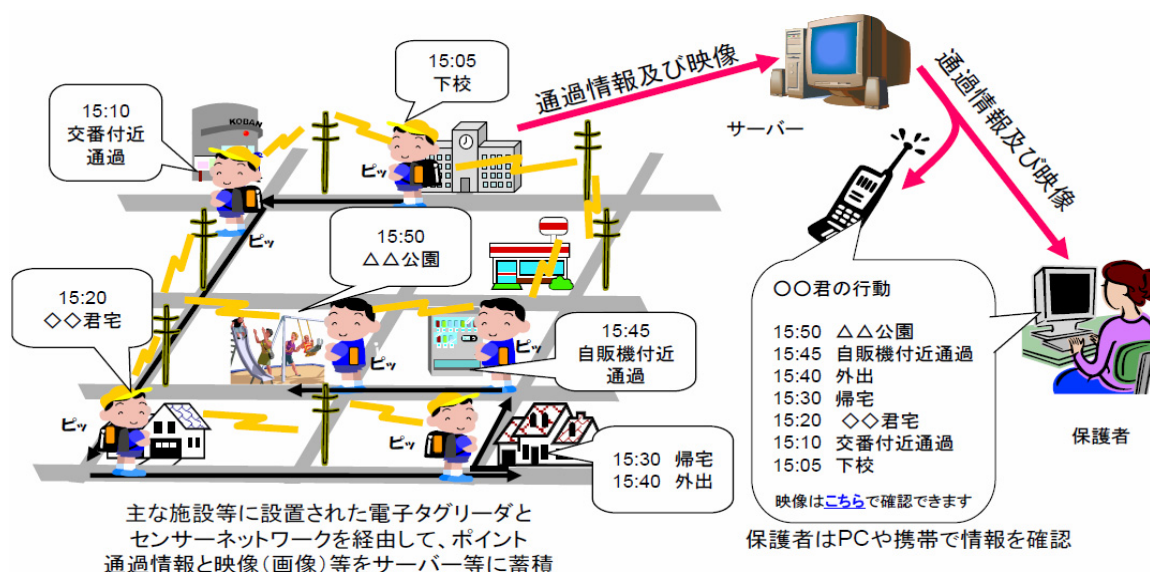 15:05
下校
15:10
交番付近
通過
KOBAN
ピッ
ピッ
15:50
△△公園
15:20
◇◇君宅
15:45
自販機付近
通過
ピッ
ピッ
ピッ
ピッ
15:30 帰宅
15:40 外出
主な施設等に設置された電子タグリーダと
センサーネットワークを経由して、ポイント
通過情報と映像(画像)等をサーバー等に蓄積
通過情報及び映像
サーバー
通過情報及び映像
〇〇君の行動
15:50 △△公園
15:45 自販機付近通過
15:40 外出
15:30 帰宅
15:20 ◇◇君宅
15:10 交番付近通過
15:05 下校
映像はこちらで確認できます
保護者
保護者はPCや携帯で情報を確認